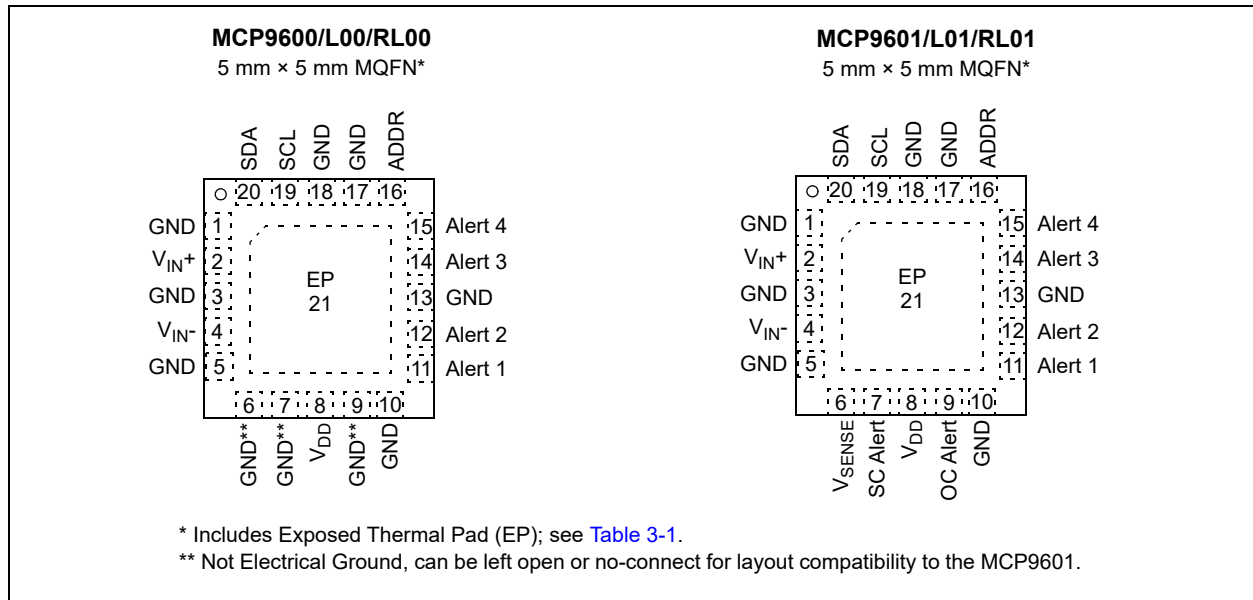 MCP9600/L00/RL00
5 mm × 5 mm MQFN*
SDA
SCL
GND
GND
ADDR
20 19 18 17 16
GND 1
VIN+ 2
GND 3
VIN- 4
GND 5
EP
21
15 Alert 4
14 Alert 3
13 GND
12 Alert 2
11 Alert 1
6 7 8 9 10
GND**
GND**
VDD
GND**
GND
MCP9601/L01/RL01
5 mm × 5 mm MQFN*
SDA
SCL
GND
GND
ADDR
20 19 18 17 16
GND 1
VIN+ 2
GND 3
VIN- 4
GND 5
EP
21
15 Alert 4
14 Alert 3
13 GND
12 Alert 2
11 Alert 1
6 7 8 9 10
VSENSE
SC Alert
VDD
OC Alert
GND
* Includes Exposed Thermal Pad (EP); see Table 3-1.
** Not Electrical Ground, can be left open or no-connect for layout compatibility to the MCP9601.